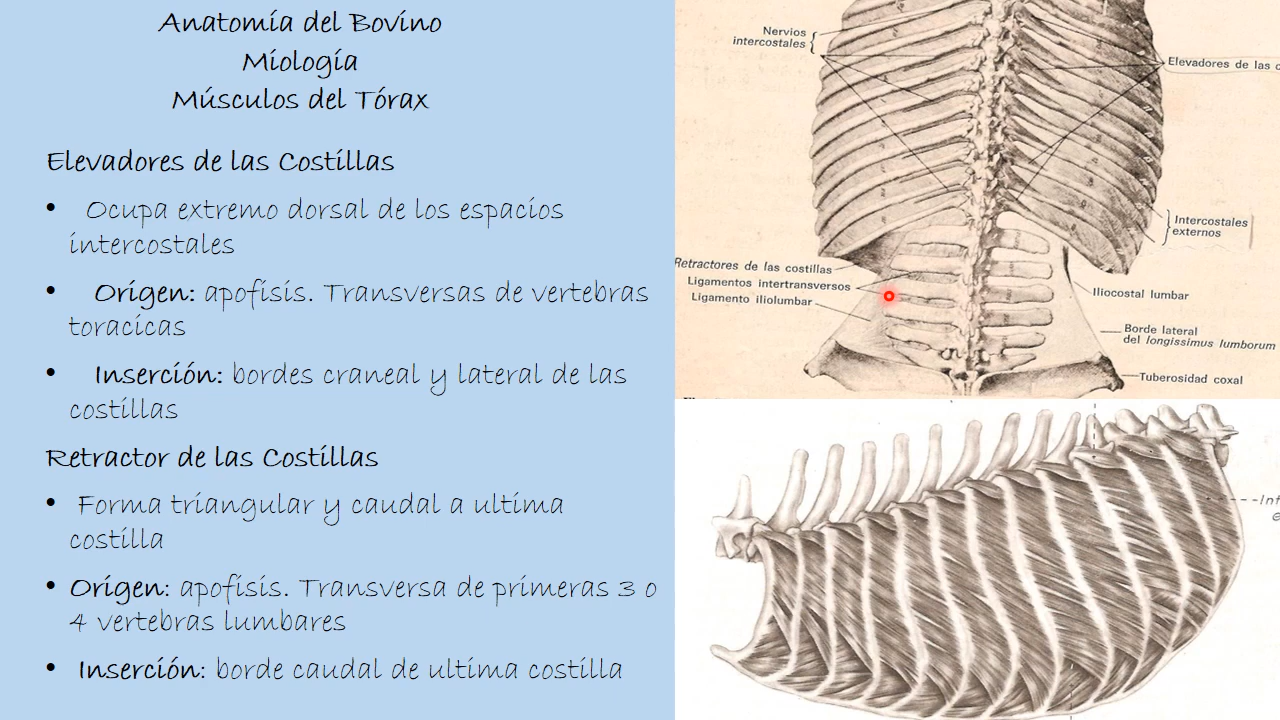 Anatomía del Bovino
Miología
Músculos del Tórax
Elevadores de las Costillas
• Ocupa extremo dorsal de los espacios
intercostales
• Origen: apofisis. Transversas de vertebras
toracicas
• Inserción: bordes craneal y lateral de las
costillas
Retractor de las Costillas
• Forma triangular y caudal a ultima
costilla
• Origen: apofisis. Transversa de primeras 3 o
4 vertebras lumbares
• Inserción: borde caudal de ultima costilla
Nervios
intercostales
Elevadores de las
Intercostales
externos
Retractores de las costillas
Ligamentos intertransversos
Ligamento iliolumbar
Iliocostal lumbar
Borde lateral
del longissimus lumborum
Tuberosidad coxal